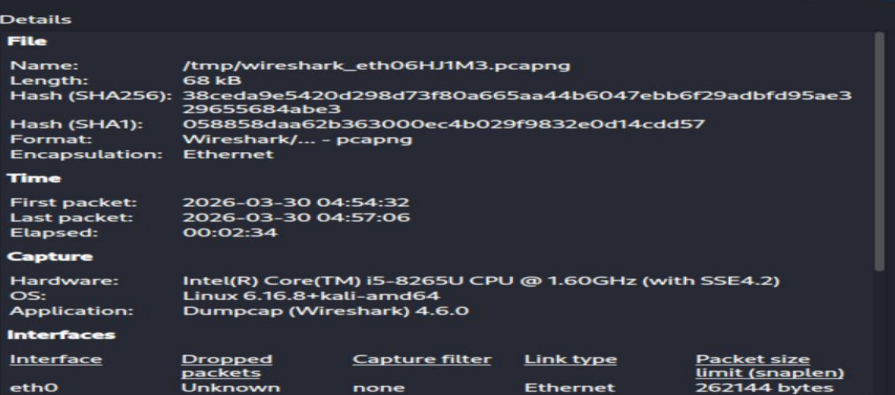 Details
File
Name: /tmp/wireshark_eth06HJ1M3.pcapng
Length: 68 kB
Hash (SHA256): 38ceda9e5420d298d73f80a665aa44b6047ebb6f29adbfd95ae3
29655684abe3
Hash (SHA1): 058858daa62b363000ec4b029f9832e0d14cdd57
Format: Wireshark/... - pcapng
Encapsulation: Ethernet
Time
First packet: 2026-03-30 04:54:32
Last packet: 2026-03-30 04:57:06
Elapsed: 00:02:34
Capture
Hardware: Intel(R) Core(TM) i5-8265U CPU @ 1.60GHz (with SSE4.2)
OS: Linux 6.16.8+kali-amd64
Application: Dumpcap (Wireshark) 4.6.0
Interfaces
Interface Dropped packets Capture filter Link type Packet size limit (snaplen)
eth0 Unknown none Ethernet 262144 bytes